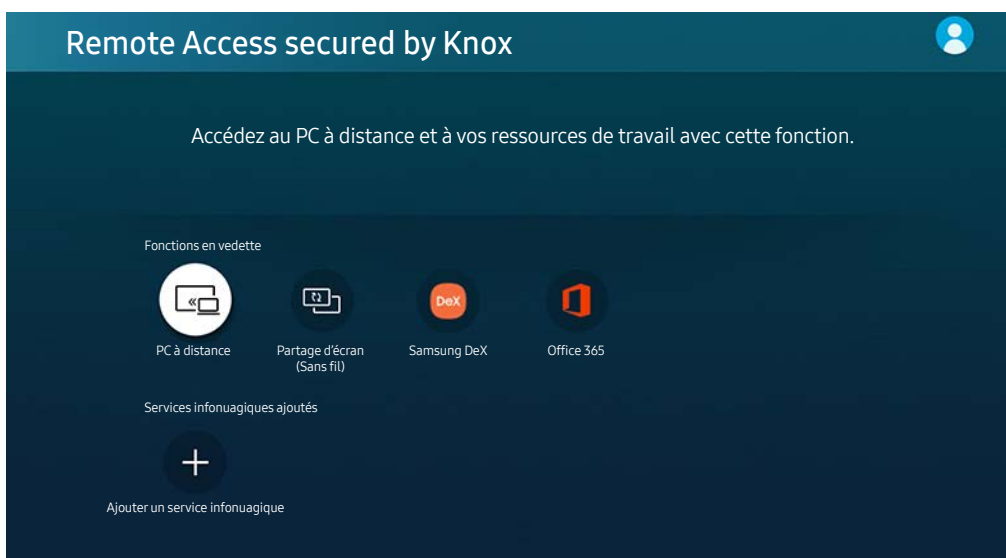 Remote Access secured by Knox
Accédez au PC à distance et à vos ressources de travail avec cette fonction.
Fonctions en vedette
DeX
PC à distance
Partage d'écran
(Sans fil)
Samsung DeX
Office 365
Services infonuagiques ajoutés
Ajouter un service infonuagique